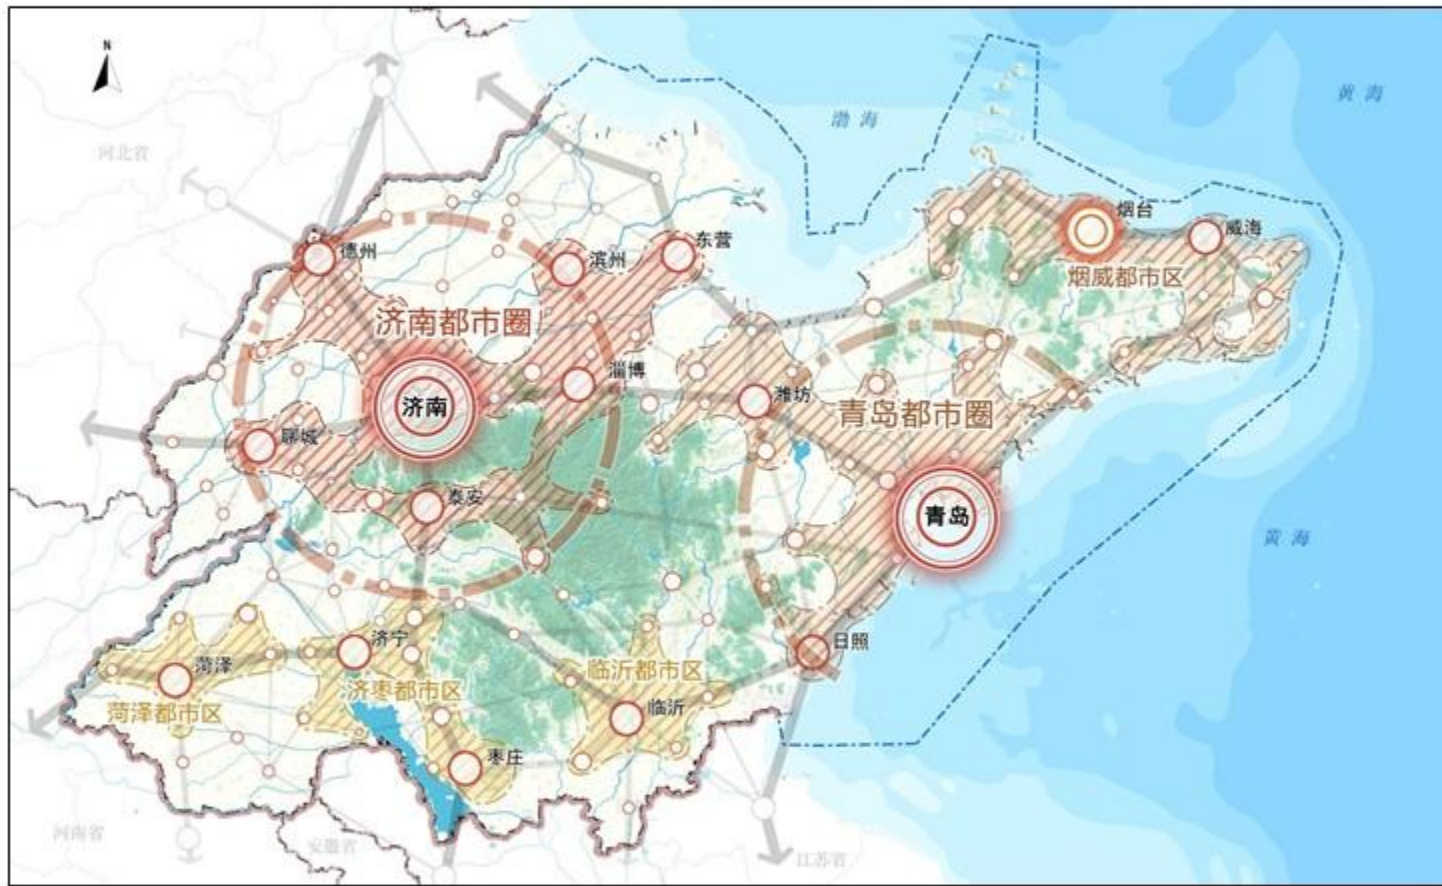 N
黄海
渤海
河北省
烟台
威海
德州
滨州
东营
烟威都市区
济南都市圈
淄博
潍坊
济南
青岛都市圈
聊城
泰安
青岛
黄海
济宁
日照
菏泽
临沂都市区
济枣都市区
菏泽都市区
临沂
枣庄
河南省
安徽省
江苏省